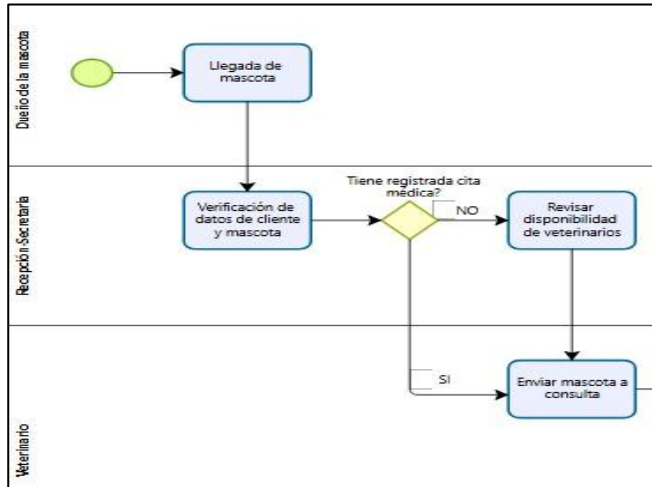 Dueño de la mascota
Llegada de
mascota
Recepción-Secretaria
Verificación de
datos de cliente
y mascota
Tiene registrada cita
médica?
NO
Revisar
disponibilidad
de veterinarios
Veterinario
SI
Enviar mascota a
consulta